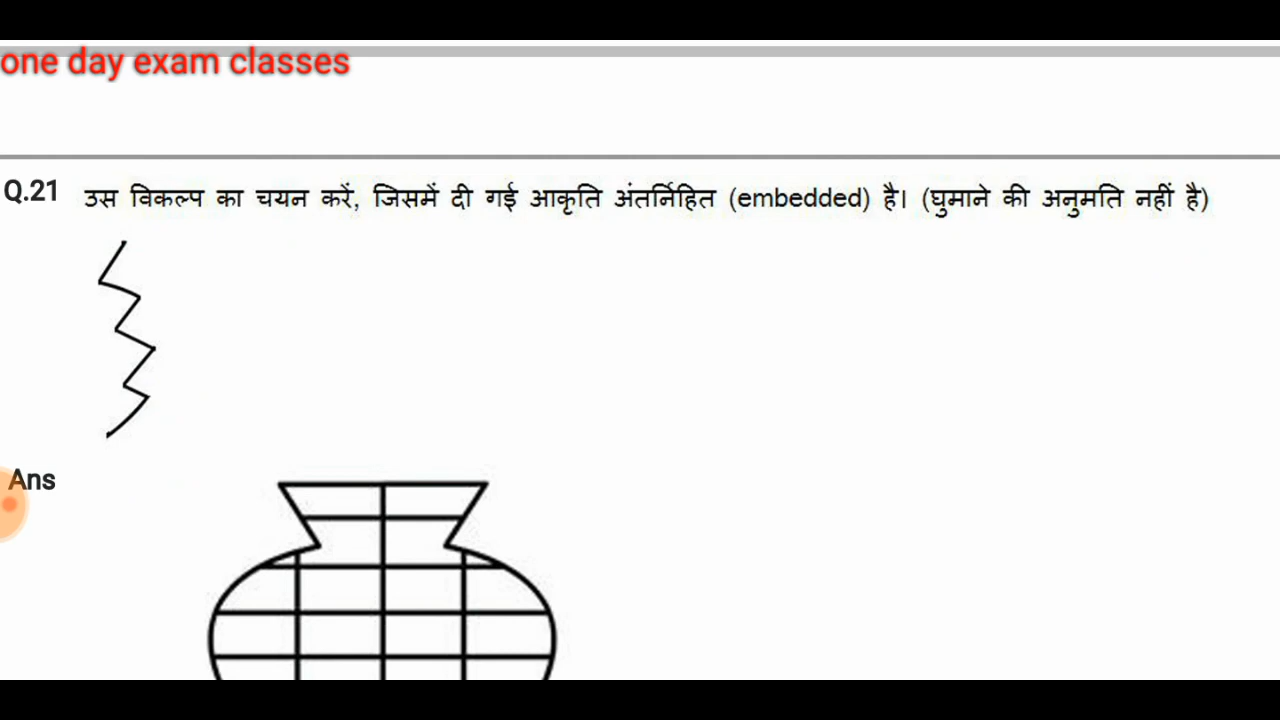 one day exam classes
Q.21 उस विकल्प का चयन करें, जिसमें दी गई आकृति अंतर्निहित (embedded) है। (घुमाने की अनुमति नहीं है)
Ans